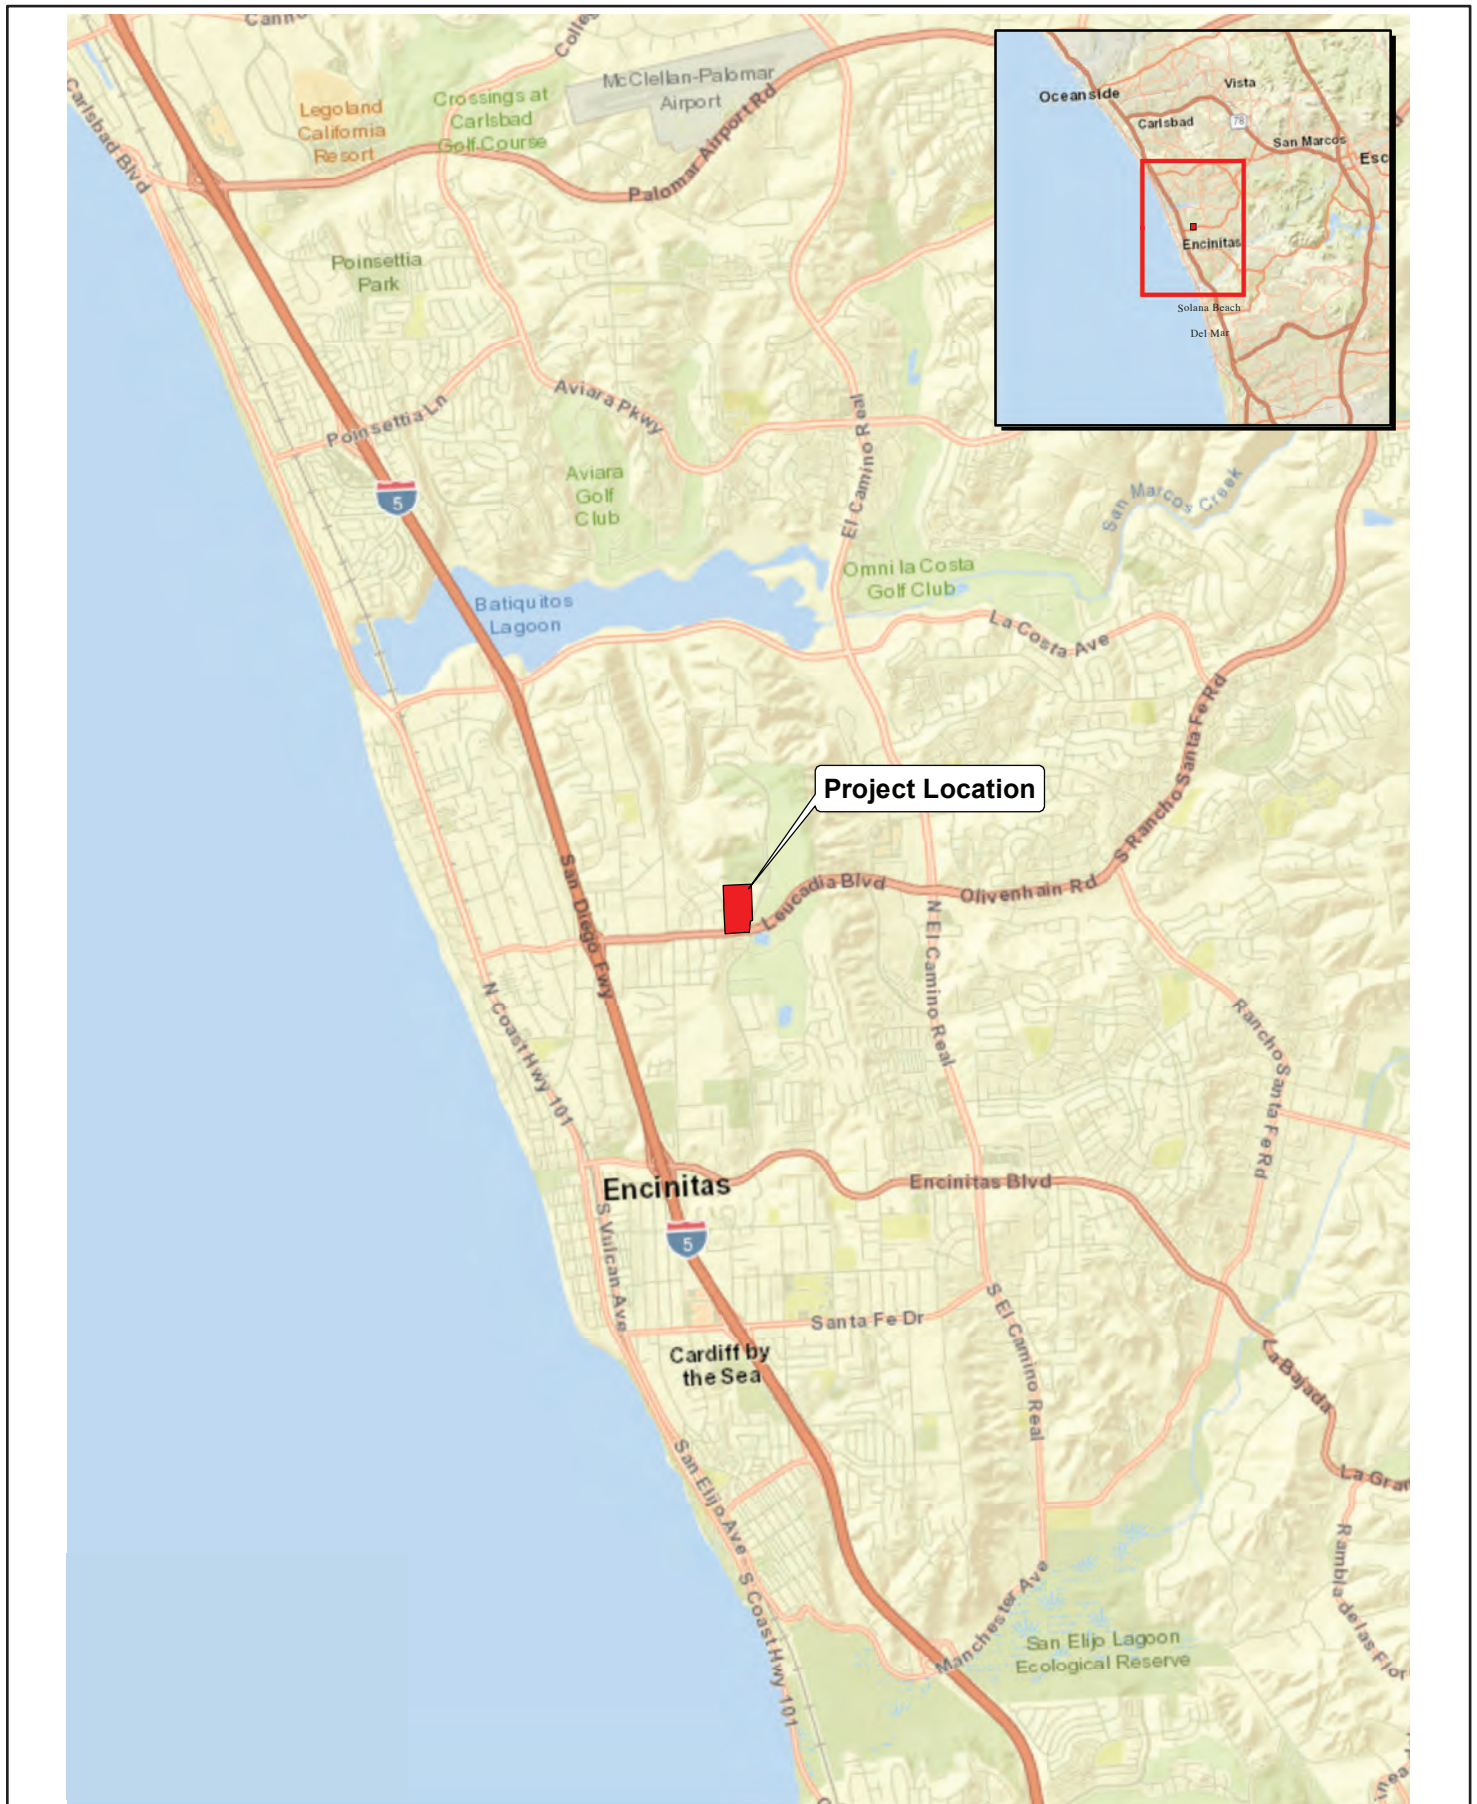 Carlsbad Blvd
Legoland
California
Resort
Crossings at
Carlsbad
Golf Course
McClellan-Palomar
Airport
Palomar Airport Rd
Oceanside
Vista
Carlsbad
78
San Marcos
Encinitas
Solana Beach
Del Mar
Poinsettia
Park
Poinsettia Ln
Aviara Pkwy
El Camino Real
5
Aviara
Golf
Club
San Marcos Creek
Omni la Costa
Golf Club
Batiquitos
Lagoon
La Costa Ave
S Rancho Santa Fe Rd
Project Location
San Diego Fwy
Leucadia Blvd
Olivenhain Rd
N El Camino Real
N Coast Hwy 101
Rancho Santa Fe Rd
Encinitas
Encinitas Blvd
5
S Vulcan Ave
Santa Fe Dr
S El Camino Real
Cardiff by
the Sea
La Bajada
San Elijo Ave
S Coast Hwy 101
Manchester Ave
San Elijo Lagoon
Ecological Reserve
Rambla de las Flor